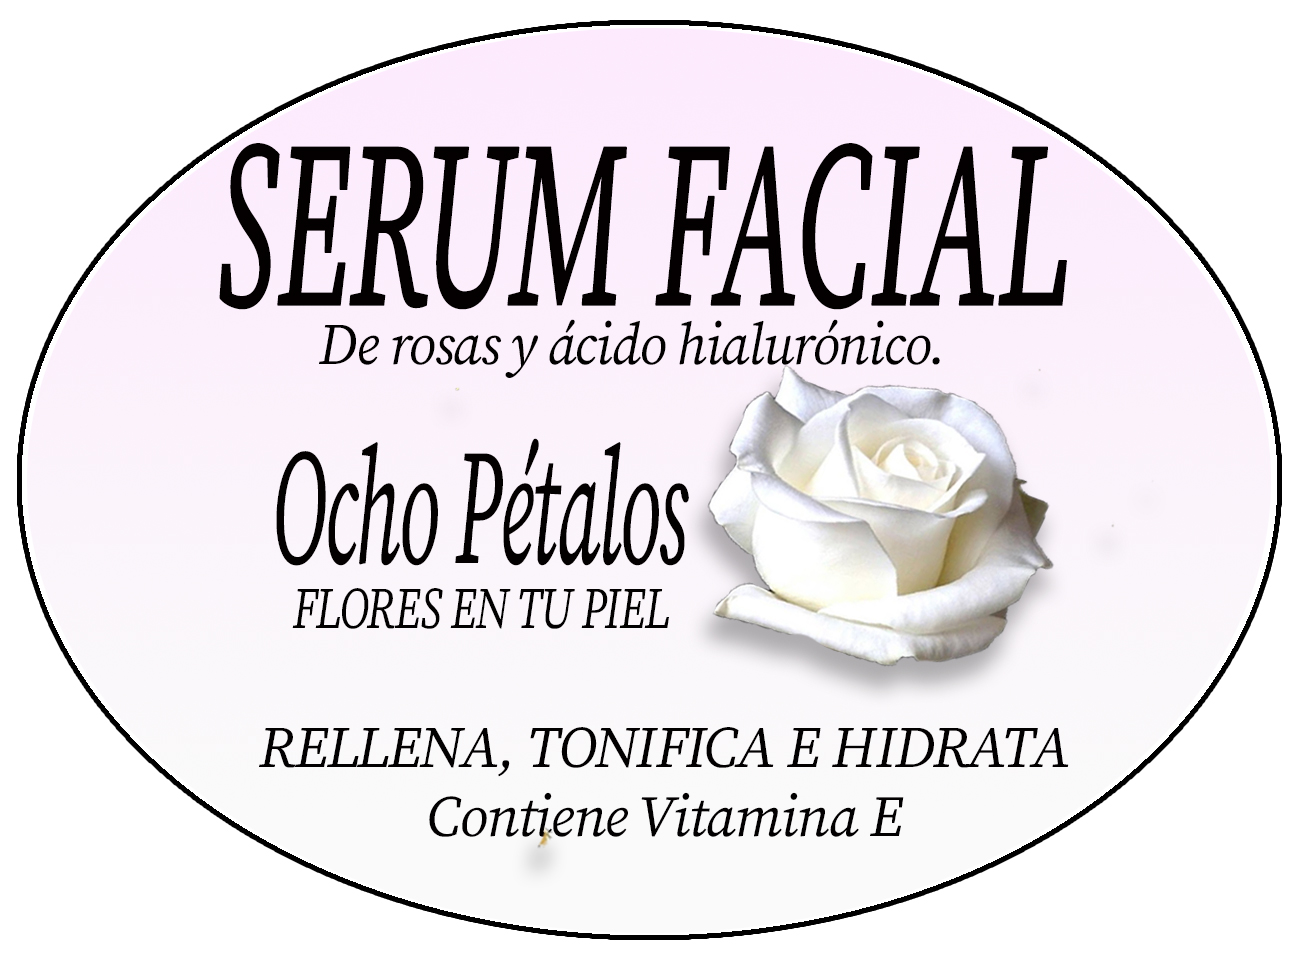 SERUM FACIAL
De rosas y ácido hialurónico.
Ocho Pétalos
FLORES EN TU PIEL
RELLENA, TONIFICA E HIDRATA
Contiene Vitamina E